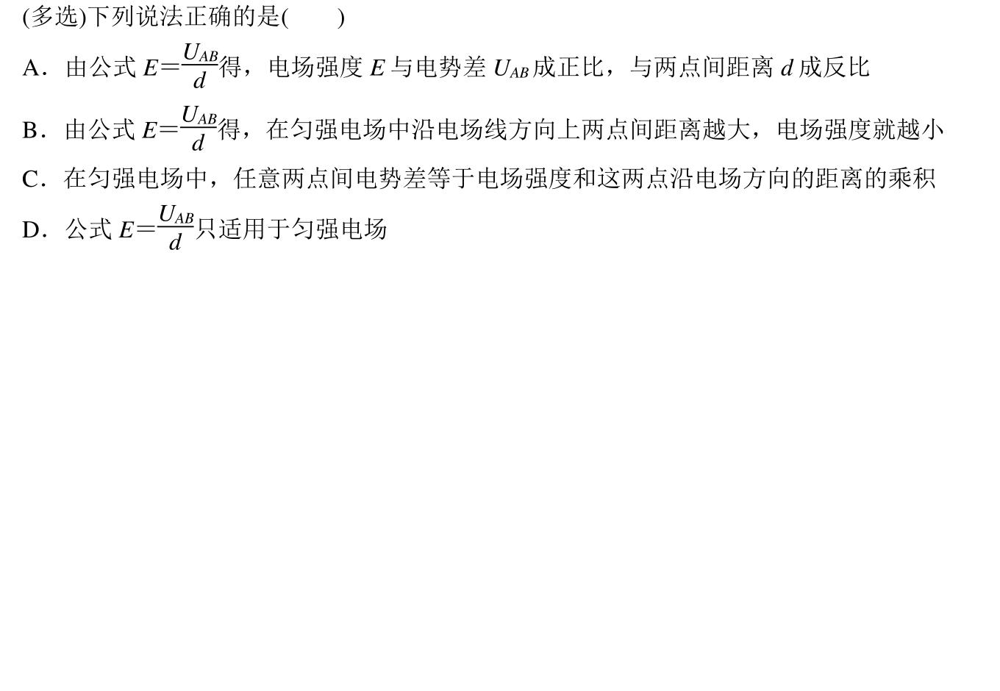 (多选)下列说法正确的是(　　)
A．由公式 E=\frac{U_{AB}}{d}得，电场强度 E 与电势差 U_{AB}成正比，与两点间距离 d 成反比
B．由公式 E=\frac{U_{AB}}{d}得，在匀强电场中沿电场线方向上两点间距离越大，电场强度就越小
C．在匀强电场中，任意两点间电势差等于电场强度和这两点沿电场方向的距离的乘积
D．公式 E=\frac{U_{AB}}{d}只适用于匀强电场